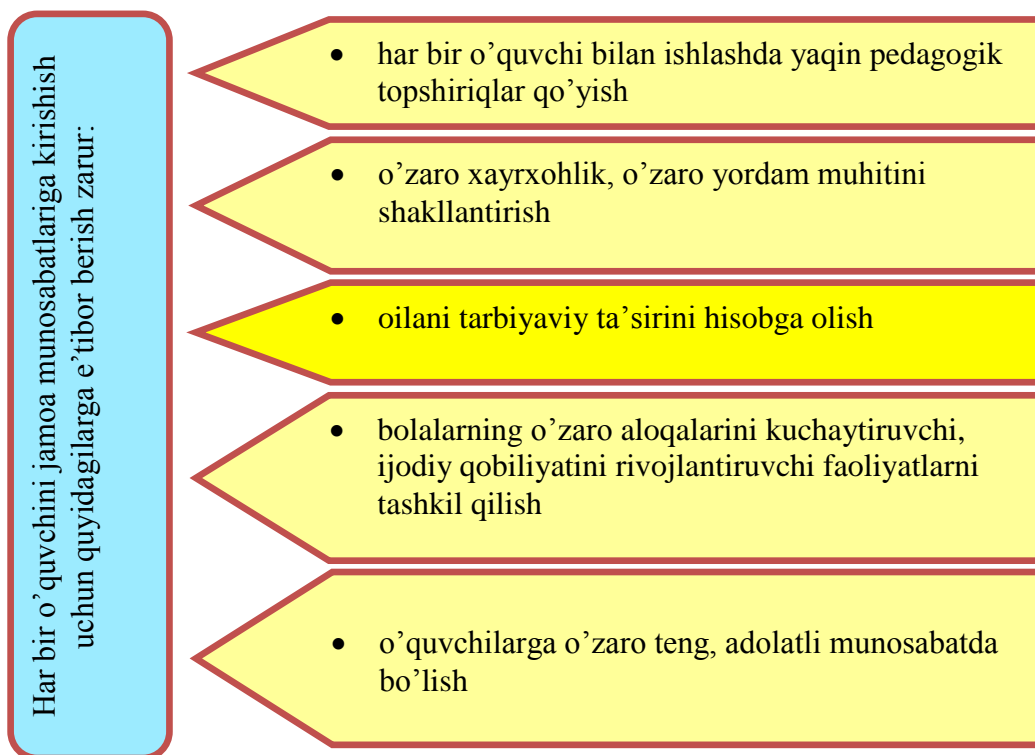 Har bir o’quvchini jamoa munosabatlariga kirishish
uchun quyidagilarga e’tibor berish zarur:
• har bir o’quvchi bilan ishlashda yaqin pedagogik
topshiriqlar qo’yish
• o’zaro xayrxohlik, o’zaro yordam muhitini
shakllantirish
• oilani tarbiyaviy ta’sirini hisobga olish
• bolalarning o’zaro aloqalarini kuchaytiruvchi,
ijodiy qobiliyatini rivojlantiruvchi faoliyatlarni
tashkil qilish
• o’quvchilarga o’zaro teng, adolatli munosabatda
bo’lish